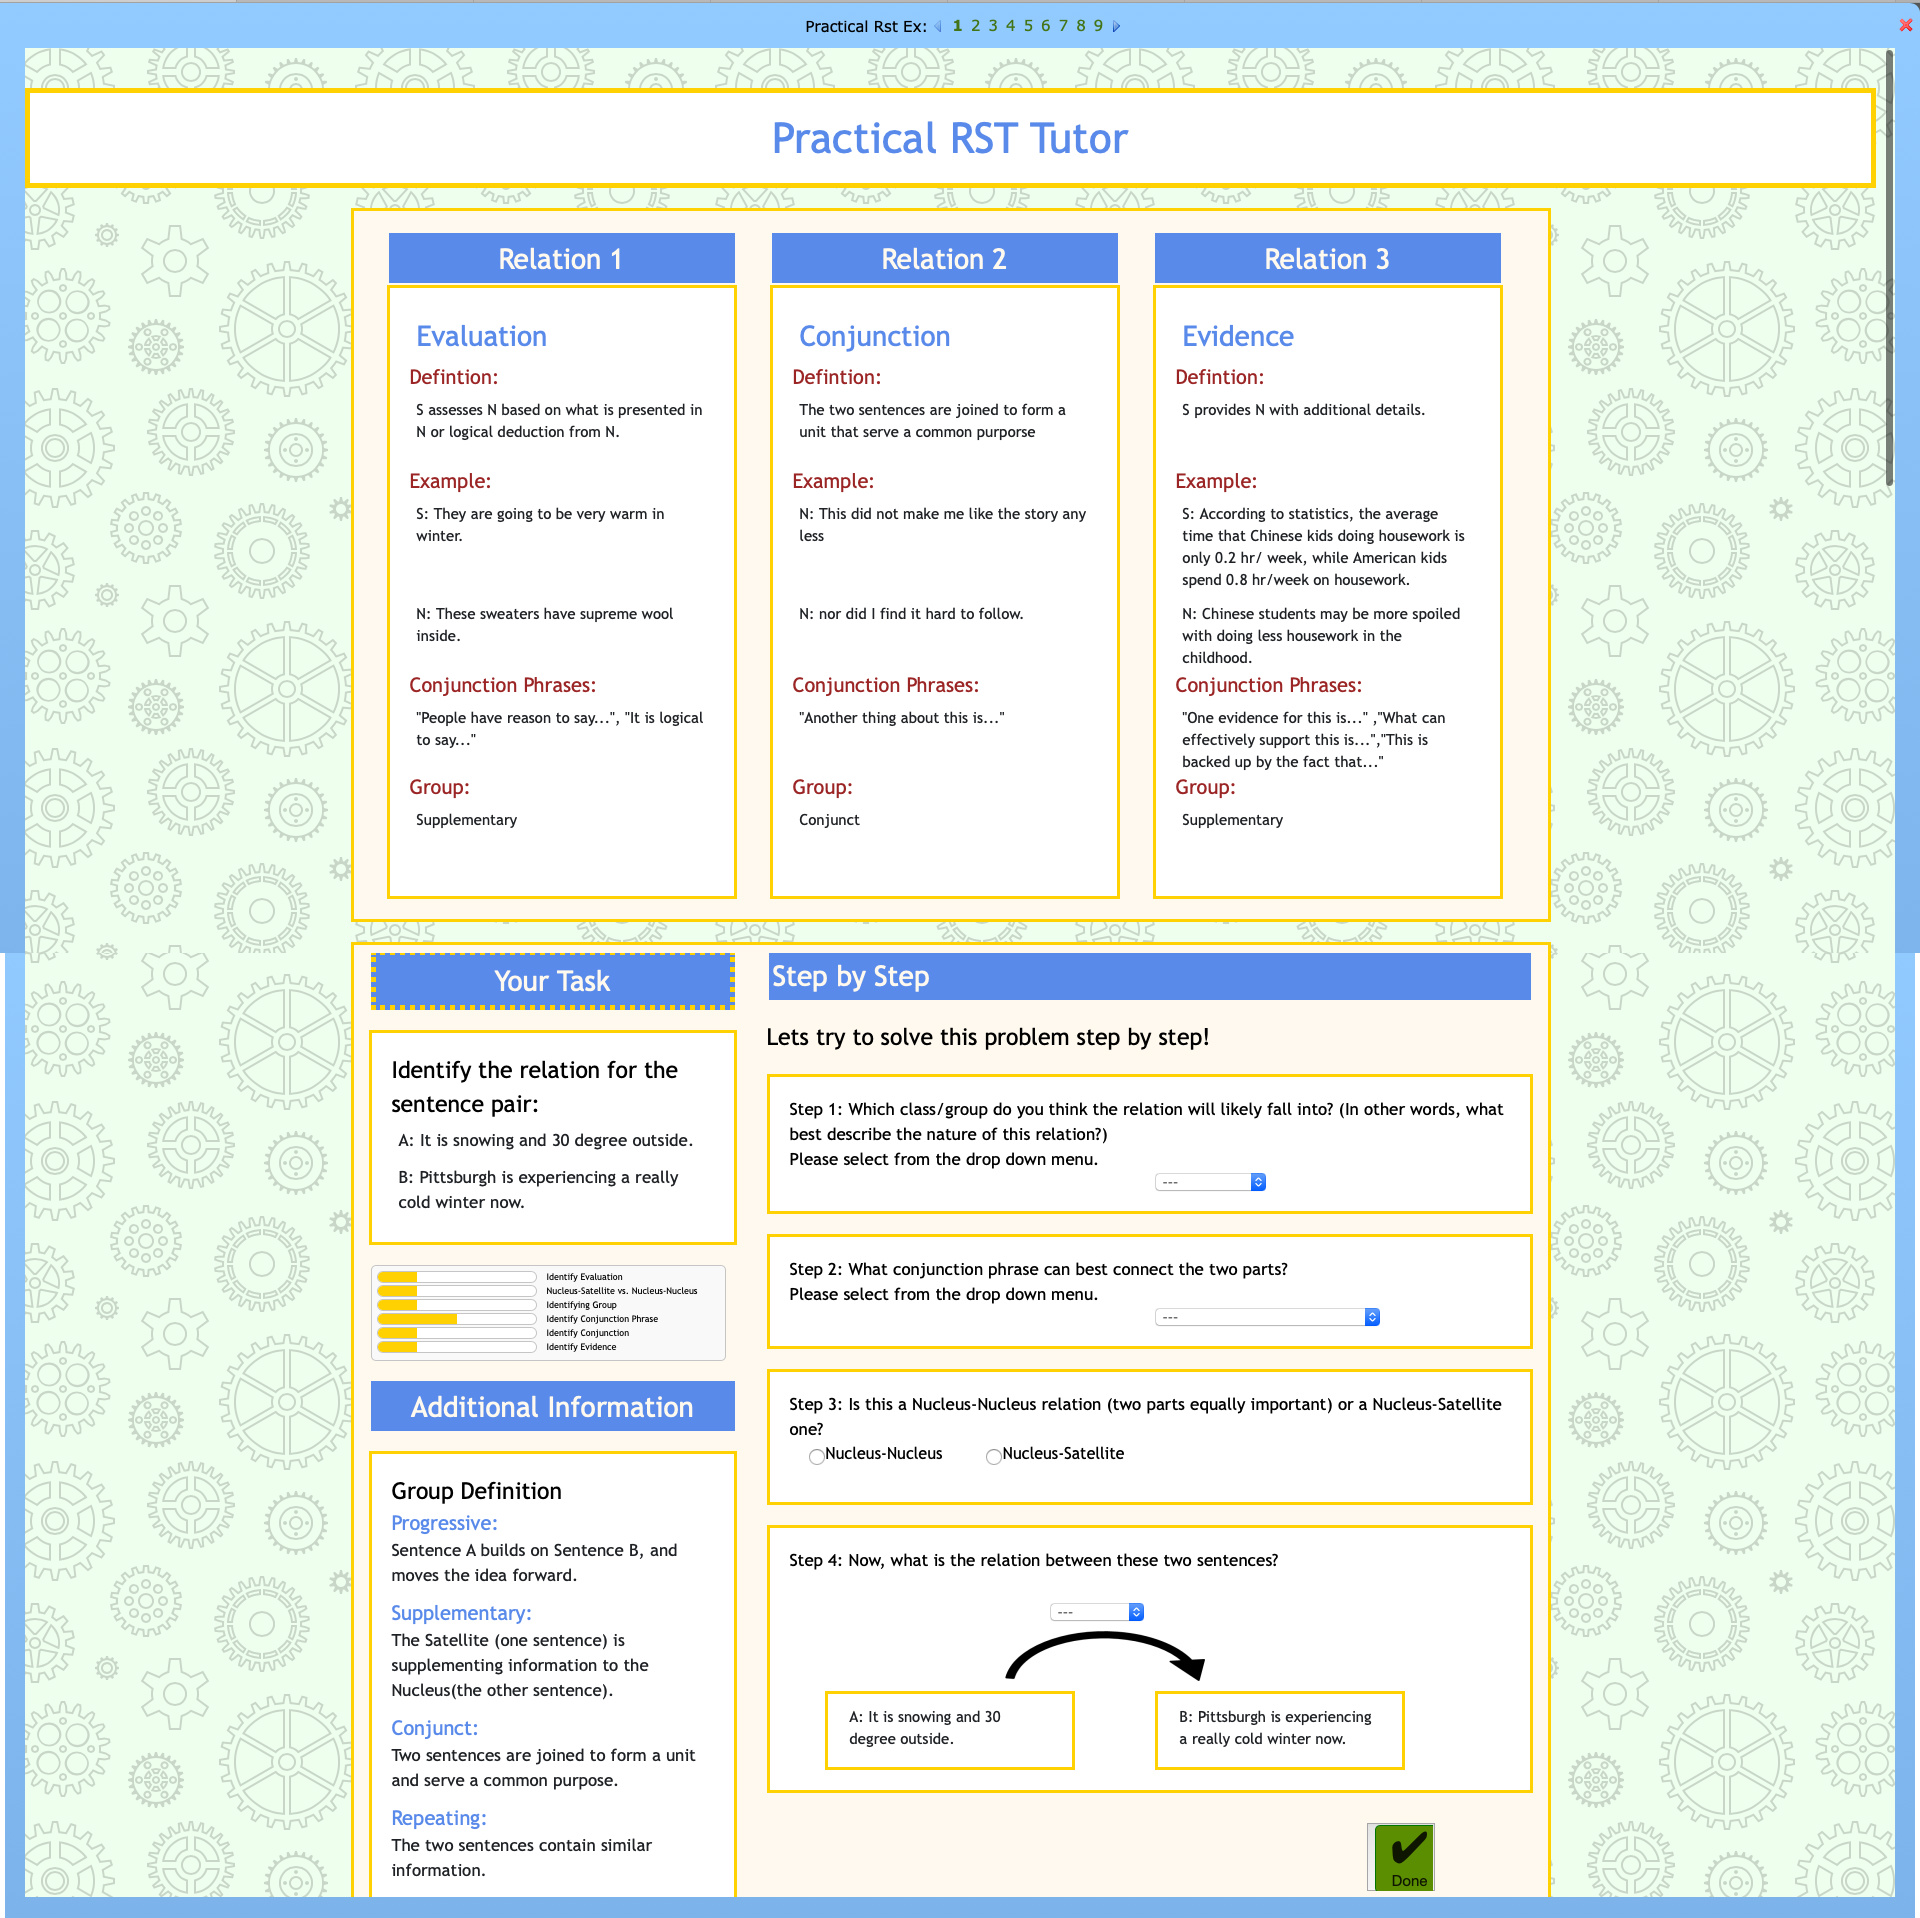 Practical Rst Ex: 1 2 3 4 5 6 7 8 9
Practical RST Tutor
Relation 1
Evaluation
Defintion:
S assesses N based on what is presented in
N or logical deduction from N.
Example:
S: They are going to be very warm in
winter.
N: These sweaters have supreme wool
inside.
Conjunction Phrases:
"People have reason to say...", "It is logical
to say..."
Group:
Supplementary
Relation 2
Conjunction
Defintion:
The two sentences are joined to form a
unit that serve a common purporse
Example:
N: This did not make me like the story any
less
N: nor did I find it hard to follow.
Conjunction Phrases:
"Another thing about this is..."
Group:
Conjunct
Relation 3
Evidence
Defintion:
S provides N with additional details.
Example:
S: According to statistics, the average
time that Chinese kids doing housework is
only 0.2 hr/ week, while American kids
spend 0.8 hr/week on housework.
N: Chinese students may be more spoiled
with doing less housework in the
childhood.
Conjunction Phrases:
"One evidence for this is..." ,"What can
effectively support this is...","This is
backed up by the fact that..."
Group:
Supplementary
Your Task
Identify the relation for the
sentence pair:
A: It is snowing and 30 degree outside.
B: Pittsburgh is experiencing a really
cold winter now.
Identify Evaluation
Nucleus-Satellite vs. Nucleus-Nucleus
Identifying Group
Identify Conjunction Phrase
Identify Conjunction
Identify Evidence
Additional Information
Group Definition
Progressive:
Sentence A builds on Sentence B, and
moves the idea forward.
Supplementary:
The Satellite (one sentence) is
supplementing information to the
Nucleus(the other sentence).
Conjunct:
Two sentences are joined to form a unit
and serve a common purpose.
Repeating:
The two sentences contain similar
information.
Step by Step
Lets try to solve this problem step by step!
Step 1: Which class/group do you think the relation will likely fall into? (In other words, what
best describe the nature of this relation?)
Please select from the drop down menu.
---
Step 2: What conjunction phrase can best connect the two parts?
Please select from the drop down menu.
---
Step 3: Is this a Nucleus-Nucleus relation (two parts equally important) or a Nucleus-Satellite
one?
Nucleus-Nucleus Nucleus-Satellite
Step 4: Now, what is the relation between these two sentences?
---
A: It is snowing and 30
degree outside.
B: Pittsburgh is experiencing
a really cold winter now.
Done